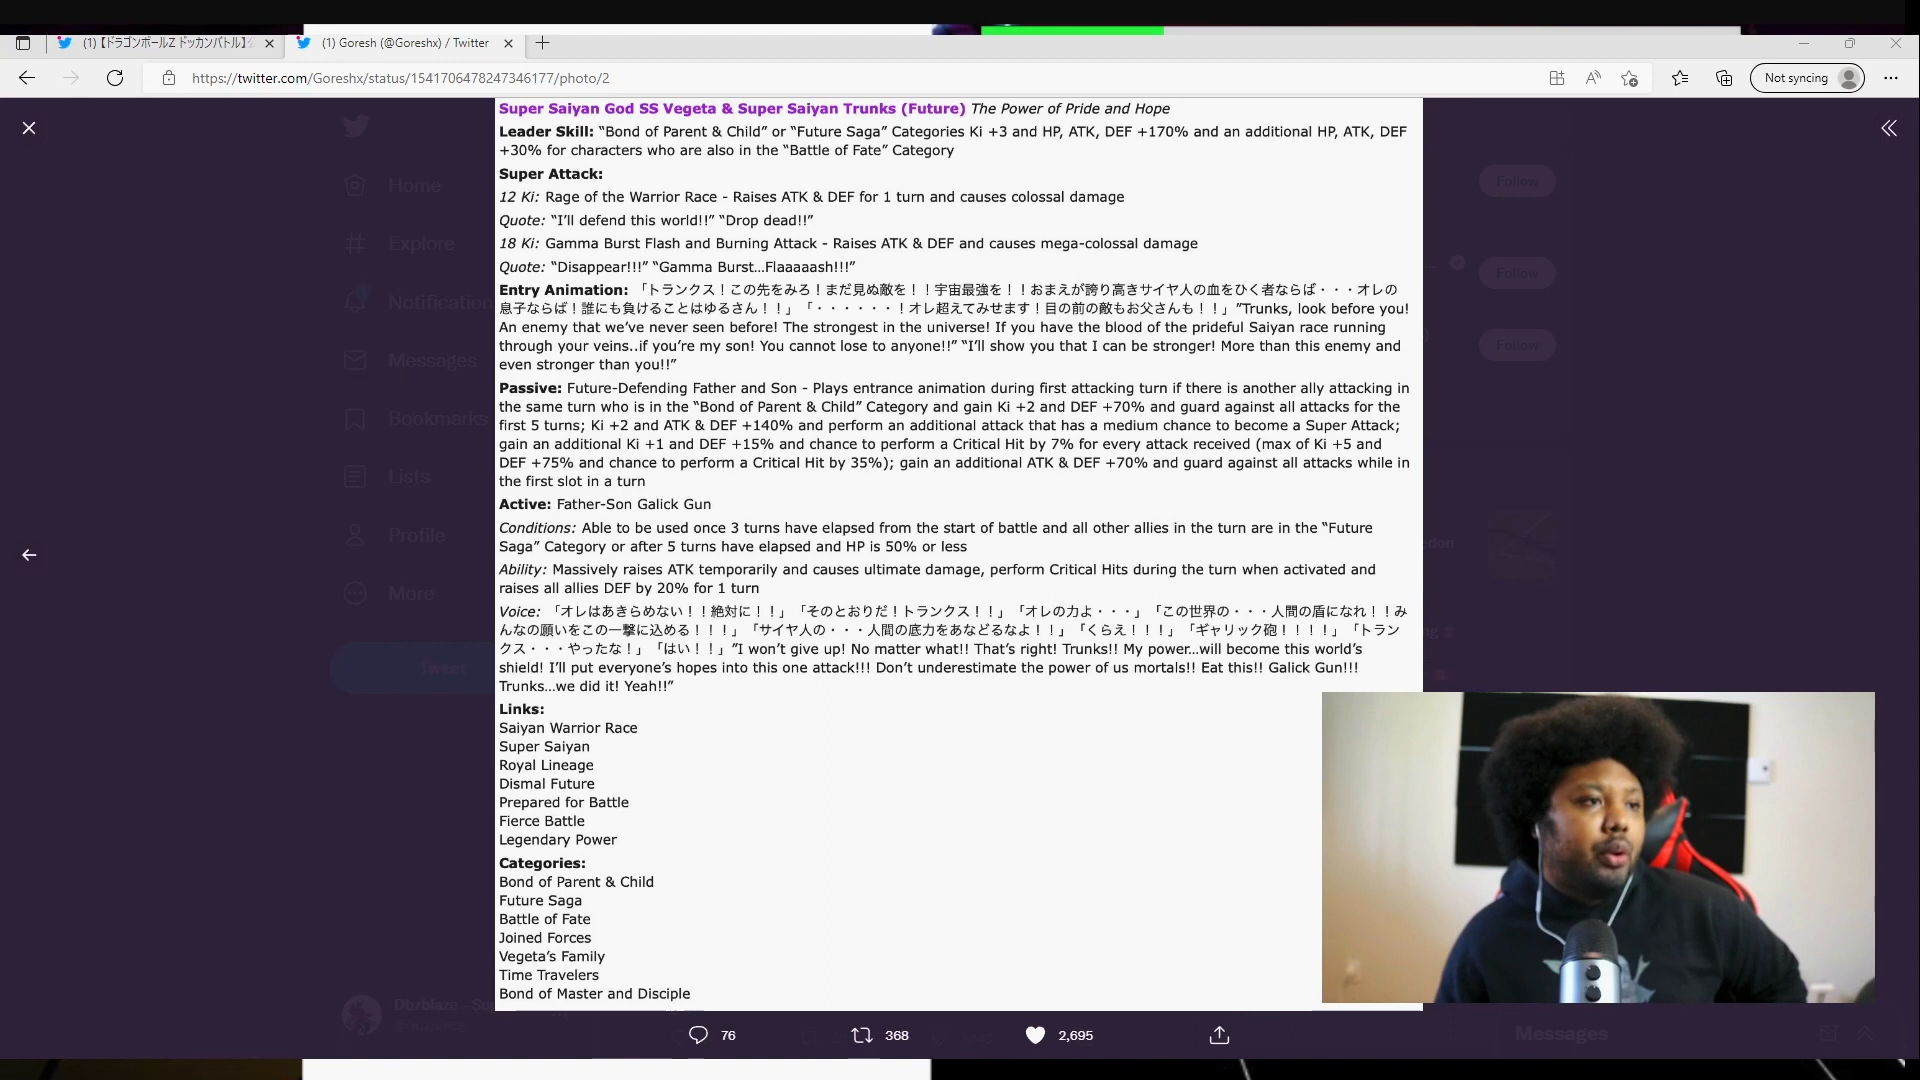 (1)【ドラゴンボールZ ドッカンバトル】
(1) Goresh (@Goreshx) / Twitter
https://twitter.com/Goreshx/status/1541706478247346177/photo/2
Not syncing
Super Saiyan God SS Vegeta & Super Saiyan Trunks (Future) The Power of Pride and Hope
Leader Skill: “Bond of Parent & Child” or “Future Saga” Categories Ki +3 and HP, ATK, DEF +170% and an additional HP, ATK, DEF
+30% for characters who are also in the “Battle of Fate” Category
Super Attack:
12 Ki: Rage of the Warrior Race - Raises ATK & DEF for 1 turn and causes colossal damage
Quote: “I’ll defend this world!!” “Drop dead!!”
18 Ki: Gamma Burst Flash and Burning Attack - Raises ATK & DEF and causes mega-colossal damage
Quote: “Disappear!!!” “Gamma Burst…Flaaaaash!!!”
Entry Animation: 「トランクス！この先をみろ！まだ見ぬ敵を！！宇宙最強を！！おまえが誇り高きサイヤ人の血をひく者ならば・・・オレの
息子ならば！誰にも負けることはゆるさん！！」「・・・・・・！オレ超えてみせます！目の前の敵もお父さんも！！」”Trunks, look before you!
An enemy that we’ve never seen before! The strongest in the universe! If you have the blood of the prideful Saiyan race running
through your veins..if you’re my son! You cannot lose to anyone!!” “I’ll show you that I can be stronger! More than this enemy and
even stronger than you!!”
Passive: Future-Defending Father and Son - Plays entrance animation during first attacking turn if there is another ally attacking in
the same turn who is in the “Bond of Parent & Child” Category and gain Ki +2 and DEF +70% and guard against all attacks for the
first 5 turns; Ki +2 and ATK & DEF +140% and perform an additional attack that has a medium chance to become a Super Attack;
gain an additional Ki +1 and DEF +15% and chance to perform a Critical Hit by 7% for every attack received (max of Ki +5 and
DEF +75% and chance to perform a Critical Hit by 35%); gain an additional ATK & DEF +70% and guard against all attacks while in
the first slot in a turn
Active: Father-Son Galick Gun
Conditions: Able to be used once 3 turns have elapsed from the start of battle and all other allies in the turn are in the “Future
Saga” Category or after 5 turns have elapsed and HP is 50% or less
Ability: Massively raises ATK temporarily and causes ultimate damage, perform Critical Hits during the turn when activated and
raises all allies DEF by 20% for 1 turn
Voice: 「オレはあきらめない！！絶対に！！」「そのとおりだ！トランクス！！」「オレの力よ・・・」「この世界の・・・人間の盾になれ！！み
んなの願いをこの一撃に込める！！！」「サイヤ人の・・・人間の底力をあなどるなよ！！」「くらえ！！！」「ギャリック砲！！！！」「トラン
クス・・・やったな！」「はい！！」”I won’t give up! No matter what!! That’s right! Trunks!! My power…will become this world’s
shield! I’ll put everyone’s hopes into this one attack!!! Don’t underestimate the power of us mortals!! Eat this!! Galick Gun!!!
Trunks…we did it! Yeah!!”
Links:
Saiyan Warrior Race
Super Saiyan
Royal Lineage
Dismal Future
Prepared for Battle
Fierce Battle
Legendary Power
Categories:
Bond of Parent & Child
Future Saga
Battle of Fate
Joined Forces
Vegeta’s Family
Time Travelers
Bond of Master and Disciple
Home
Explore
Notification
Messages
Bookmarks
Lists
Profile
More
Tweet
Follow
Follow
Follow
76
368
2,695
Messages